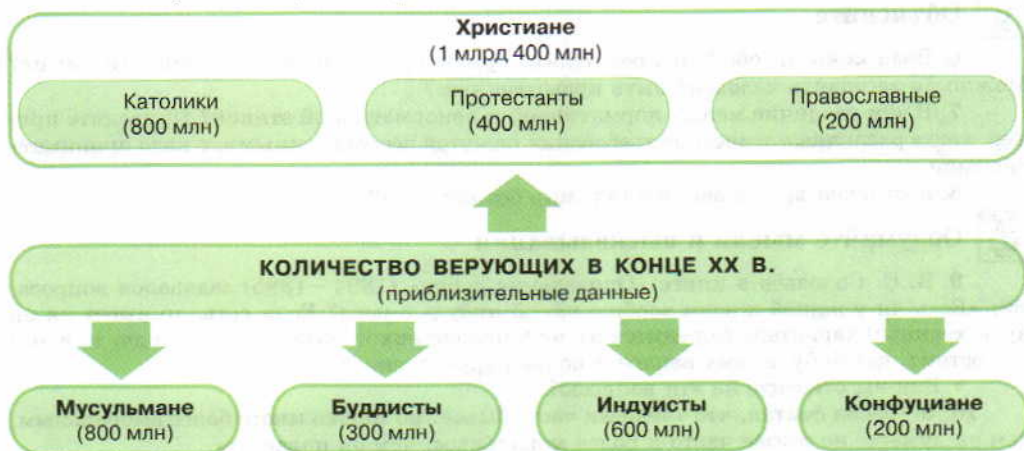 Христиане
(1 млрд 400 млн)
Католики
(800 млн)
Протестанты
(400 млн)
Православные
(200 млн)
КОЛИЧЕСТВО ВЕРУЮЩИХ В КОНЦЕ XX В.
(приблизительные данные)
Мусульмане
(800 млн)
Буддисты
(300 млн)
Индуисты
(600 млн)
Конфуциане
(200 млн)